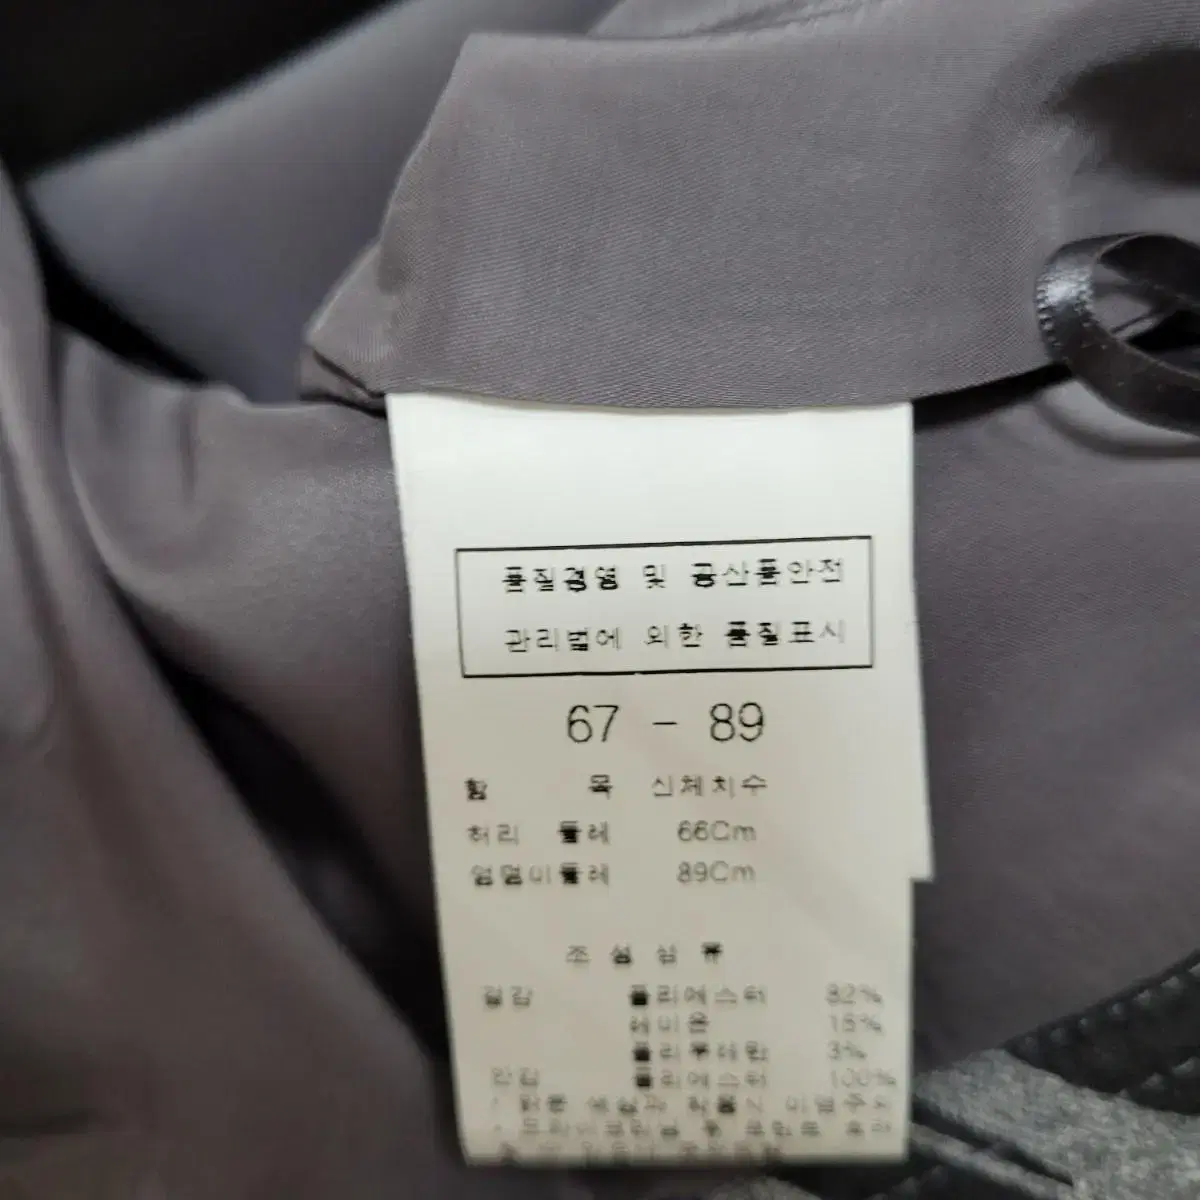 품질경영 및 공산품안전
관리법에 의한 품질표시
67 - 89
항 목 신체치수
허리 둘레 66Cm
엉덩이둘레 89Cm
조성섬유
겉감 폴리에스터 82%
레이온 15%
폴리우레탄 3%
안감 폴리에스터 100%